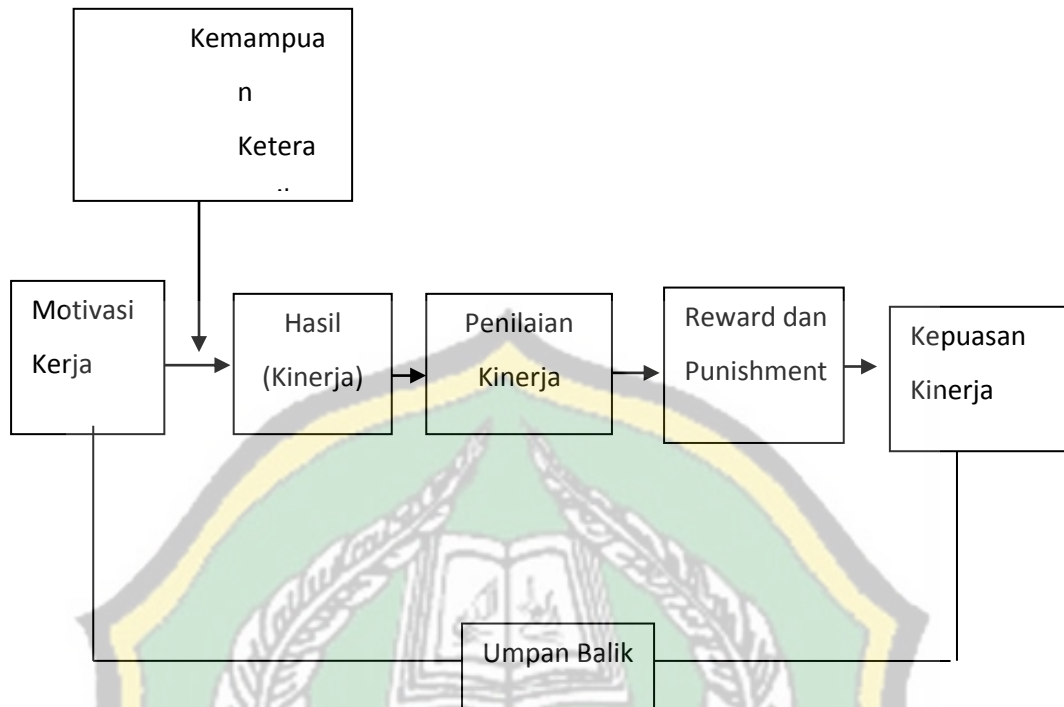 Kemampua
n
Ketera
Motivasi
Kerja
Hasil
(Kinerja)
Penilaian
Kinerja
Reward dan
Punishment
Kepuasan
Kinerja
Umpan Balik